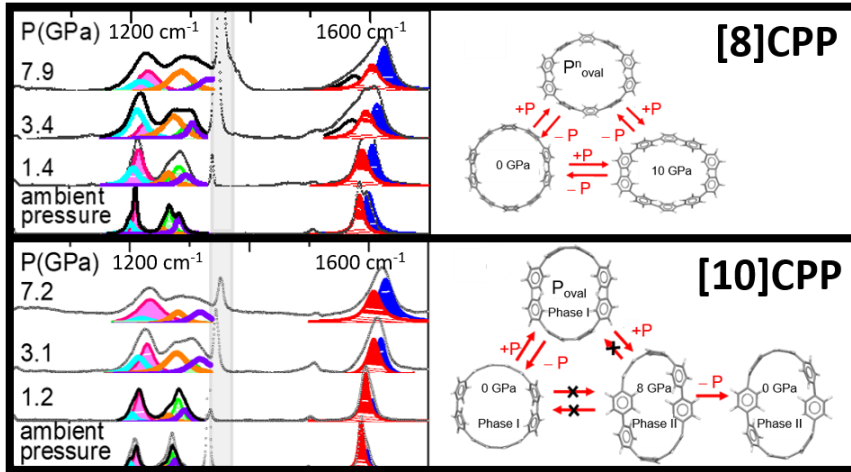 P(GPa)
1200 cm-1
1600 cm-1
7.9
3.4
1.4
ambient
pressure
[8]CPP
Pn oval
+P
+P
– P
– P
0 GPa
+P
– P
10 GPa
P(GPa)
1200 cm-1
1600 cm-1
7.2
3.1
1.2
ambient
pressure
[10]CPP
Poval
Phase I
+P
– P
+P
0 GPa
Phase I
8 GPa
Phase II
– P
0 GPa
Phase II